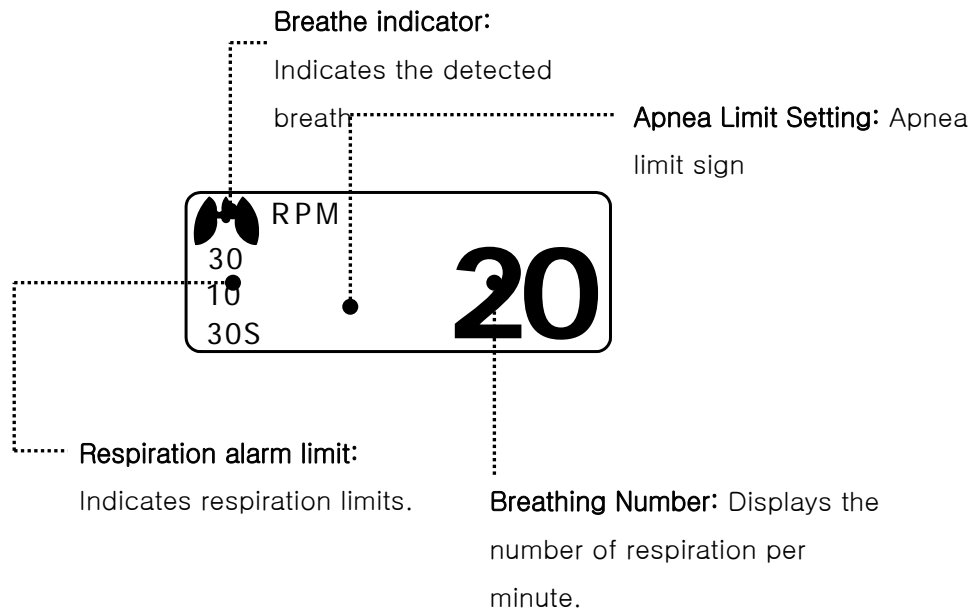 Breathe indicator:
Indicates the detected
breath
Apnea Limit Setting: Apnea
limit sign
RPM
30
10
30S
20
Respiration alarm limit:
Indicates respiration limits.
Breathing Number: Displays the
number of respiration per
minute.